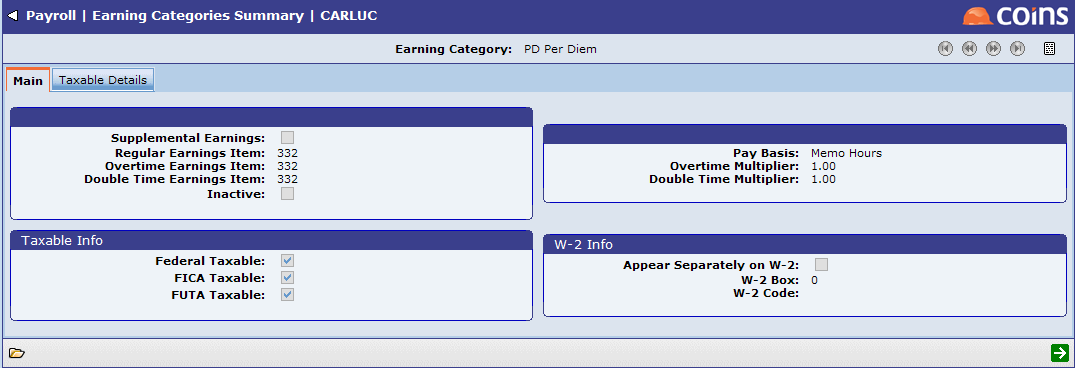 Payroll | Earning Categories Summary | CARLUC
coins
Earning Category: PD Per Diem
Main
Taxable Details
Supplemental Earnings:
Regular Earnings Item: 332
Overtime Earnings Item: 332
Double Time Earnings Item: 332
Inactive:
Pay Basis: Memo Hours
Overtime Multiplier: 1.00
Double Time Multiplier: 1.00
Taxable Info
Federal Taxable:
FICA Taxable:
FUTA Taxable:
W-2 Info
Appear Separately on W-2:
W-2 Box: 0
W-2 Code: